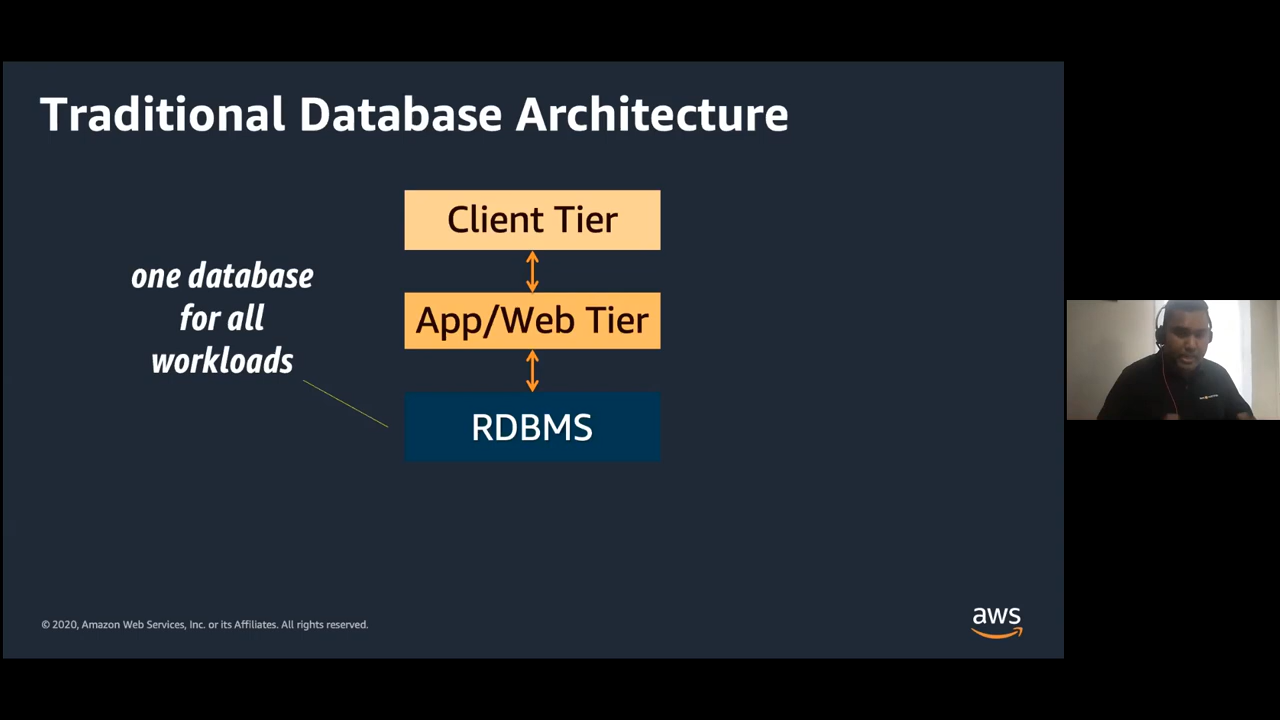 Traditional Database Architecture
Client Tier
one database
for all
workloads
App/Web Tier
RDBMS
© 2020, Amazon Web Services, Inc. or its Affiliates. All rights reserved.
aws